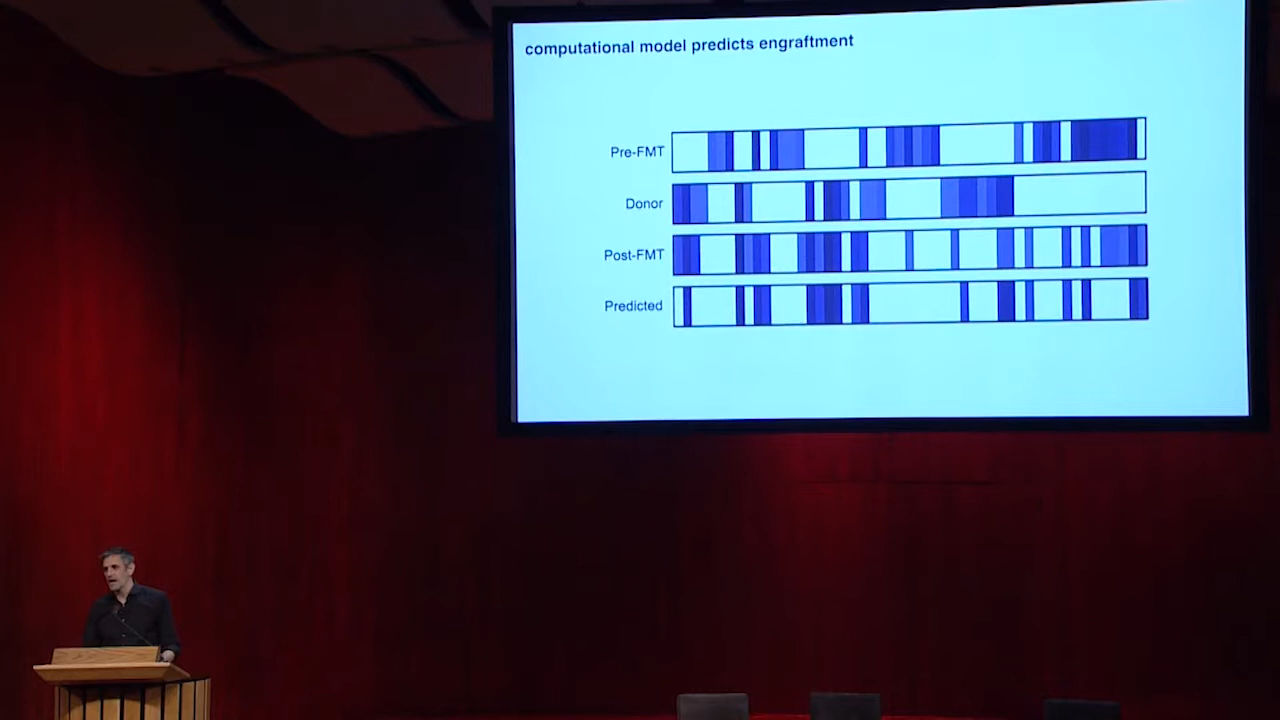 computational model predicts engraftment
Pre-FMT
Donor
Post-FMT
Predicted